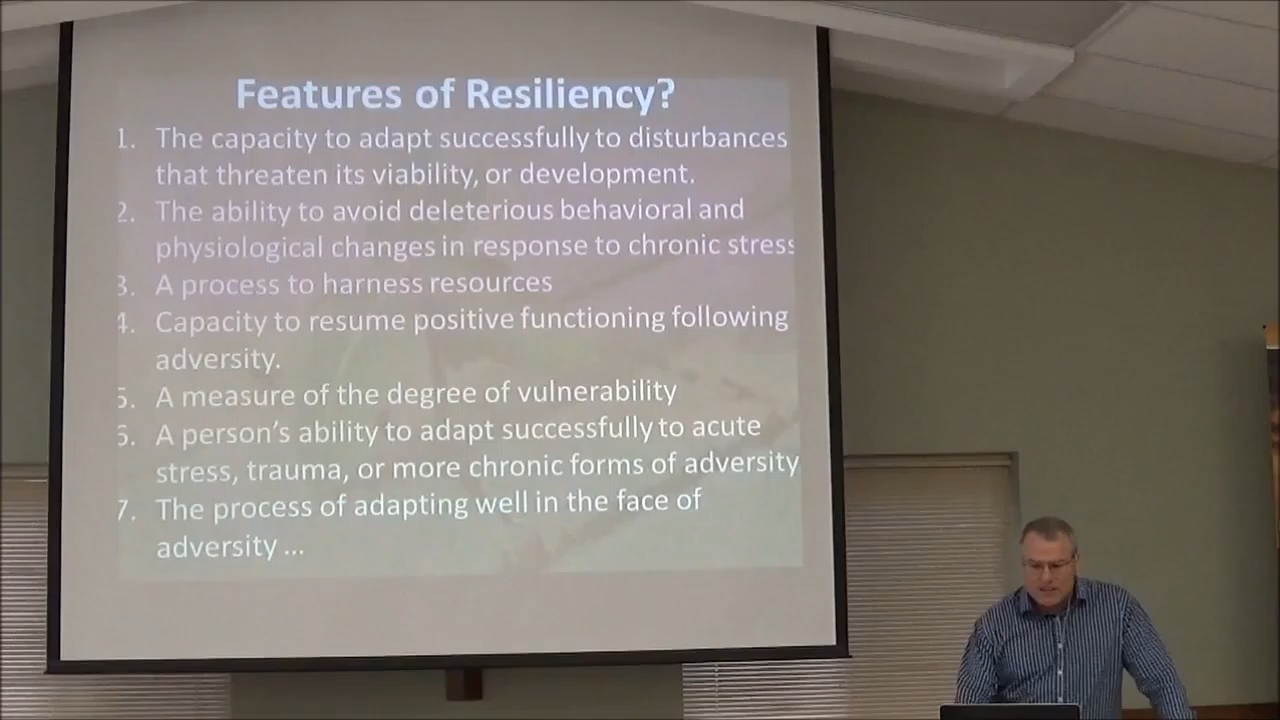 Features of Resiliency?
1. The capacity to adapt successfully to disturbances
that threaten its viability, or development.
2. The ability to avoid deleterious behavioral and
physiological changes in response to chronic stress
3. A process to harness resources
4. Capacity to resume positive functioning following
adversity.
5. A measure of the degree of vulnerability
6. A person's ability to adapt successfully to acute
stress, trauma, or more chronic forms of adversity
7. The process of adapting well in the face of
adversity ...